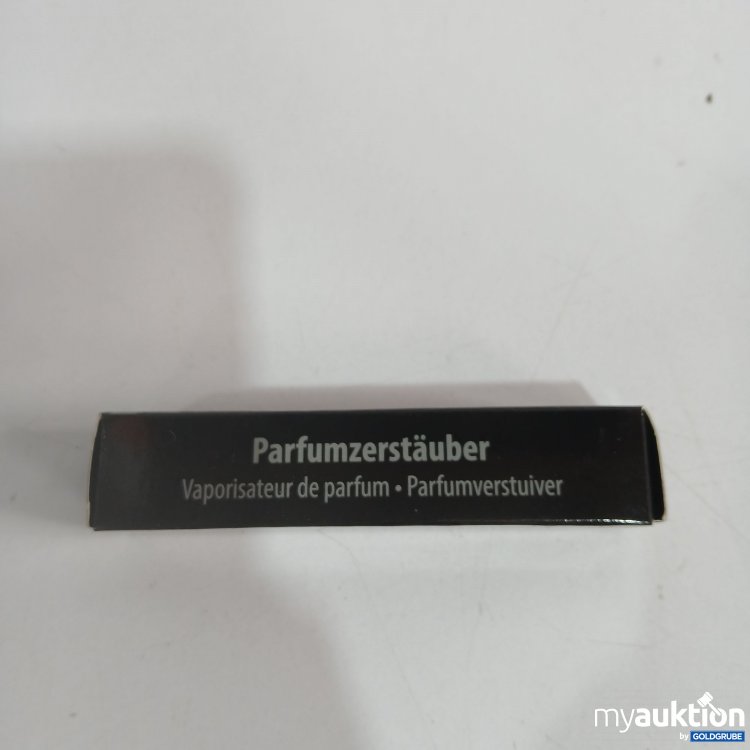 Parfumzerstäuber
Vaporisateur de parfum • Parfumverstuiver
myauktion
by GOLDGRUBE